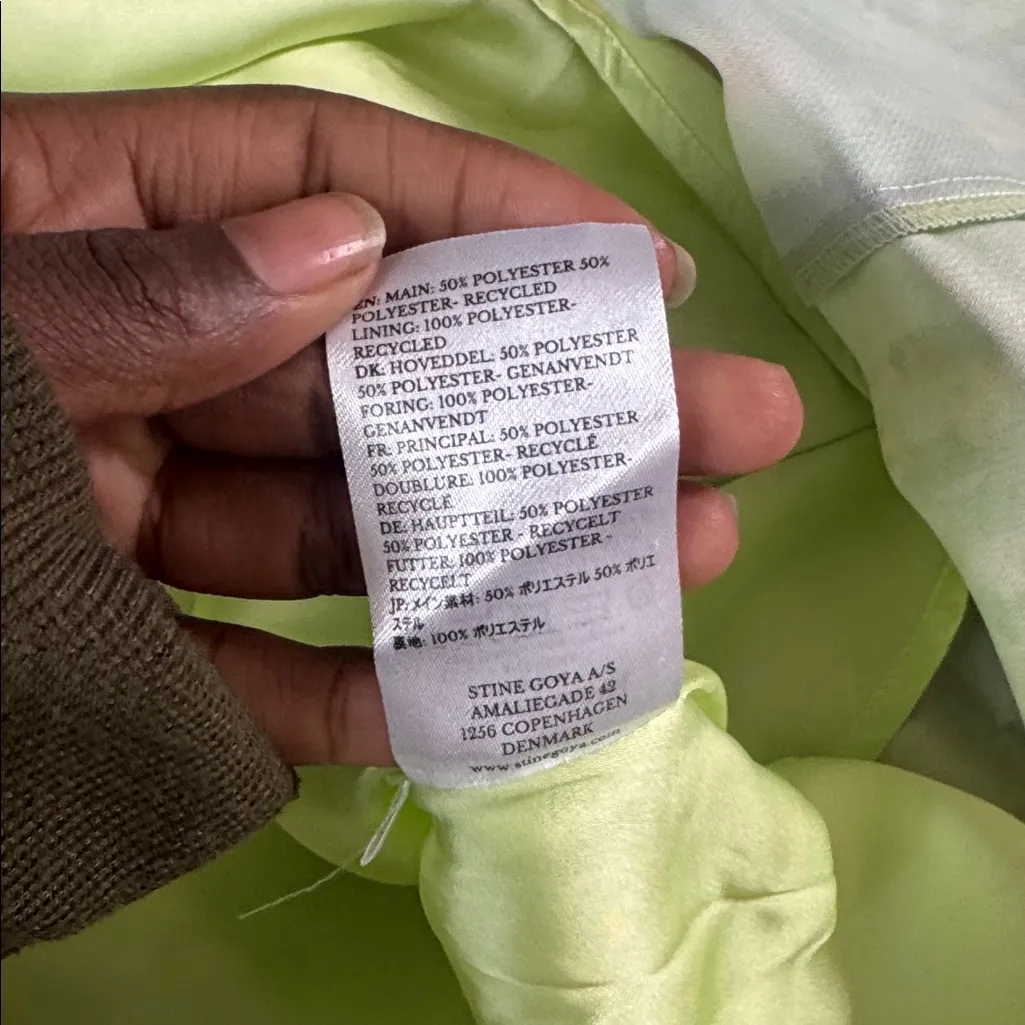 EN: MAIN: 50% POLYESTER 50%
POLYESTER- RECYCLED
LINING: 100% POLYESTER-
RECYCLED
DK: HOVEDDEL: 50% POLYESTER
50% POLYESTER- GENANVENDT
FORING: 100% POLYESTER-
GENANVENDT
FR: PRINCIPAL: 50% POLYESTER
50% POLYESTER- RECYCLÉ
DOUBLURE: 100% POLYESTER-
RECYCLÉ
DE: HAUPTTEIL: 50% POLYESTER
50% POLYESTER - RECYCELT
FUTTER: 100% POLYESTER -
RECYCELT
JP: メイン素材: 50% ポリエステル 50% ポリエ
ステル
裏地: 100% ポリエステル
STINE GOYA A/S
AMALIEGADE 42
1256 COPENHAGEN
DENMARK
www.stinegoya.com